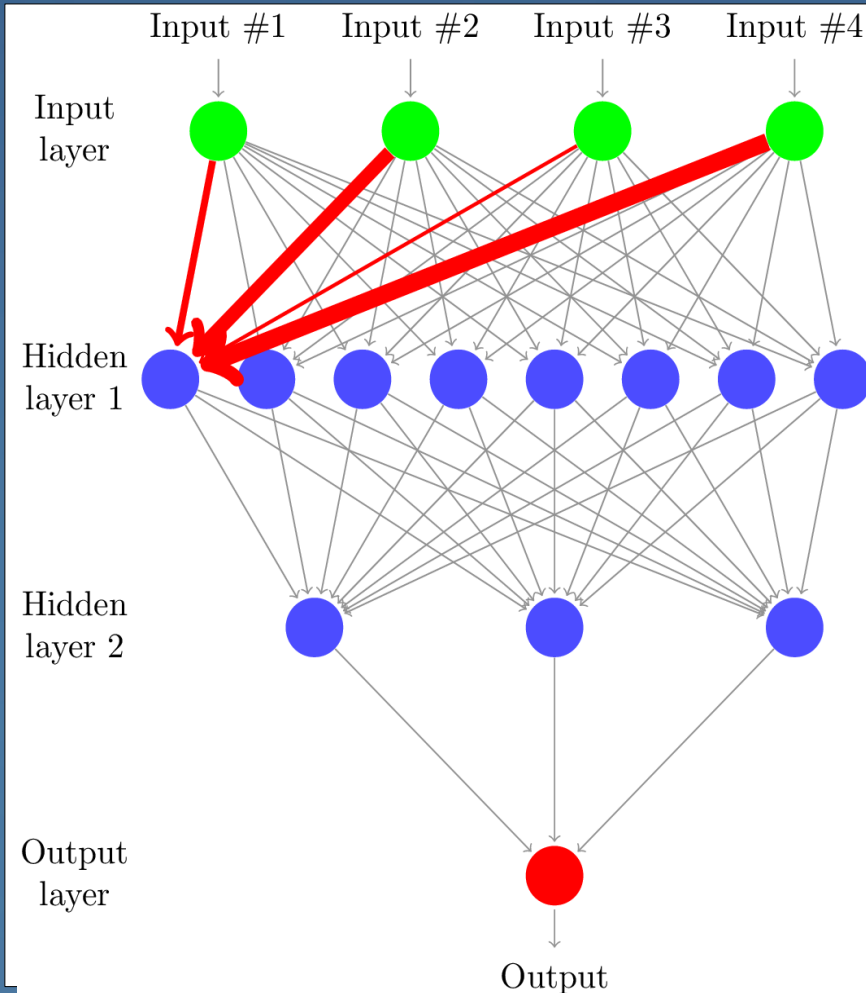 Input #1 Input #2 Input #3 Input #4
Input
layer
Hidden
layer 1
Hidden
layer 2
Output
layer
Output